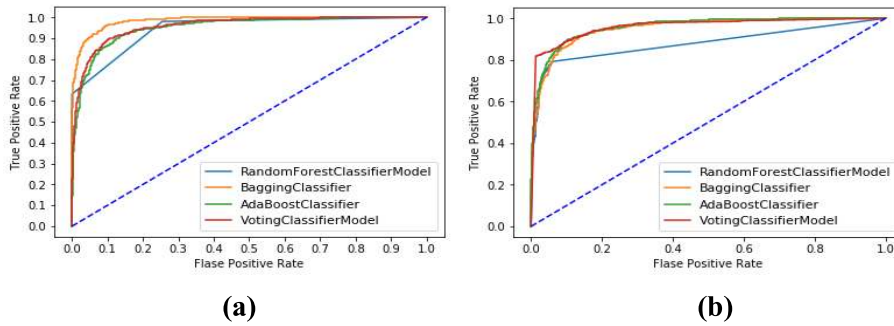 1.0
0.9
0.8
0.7
0.6
0.5
0.4
0.3
0.2
0.1
0.0
True Positive Rate
RandomForestClassifierModel
BaggingClassifier
AdaBoostClassifier
VotingClassifierModel
0.0 0.1 0.2 0.3 0.4 0.5 0.6 0.7 0.8 0.9 1.0
Flase Positive Rate
(a)
1.0
0.8
0.6
0.4
0.2
0.0
True Positive Rate
RandomForestClassifierModel
BaggingClassifier
AdaBoostClassifier
VotingClassifierModel
0.0 0.2 0.4 0.6 0.8 1.0
Flase Positive Rate
(b)